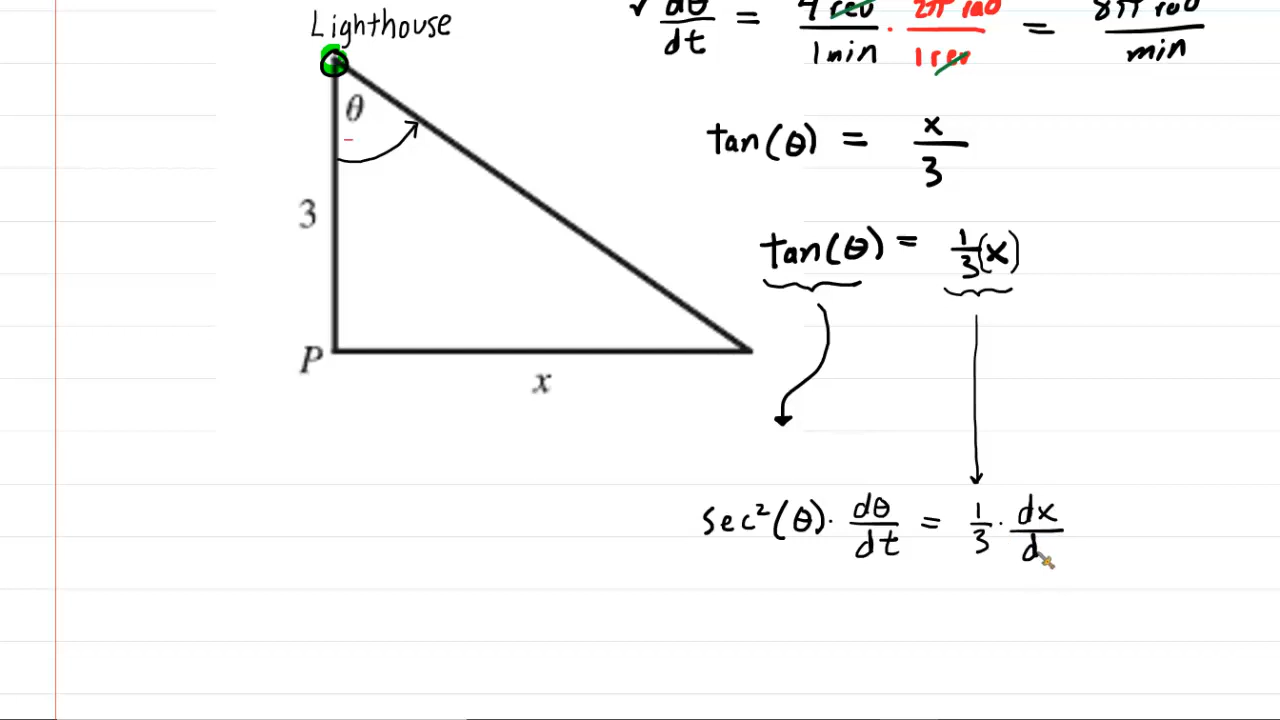 Lighthouse
dθ/dt = 4 rev/1 min · 2π rad/1 rev = 8π rad/min
θ
tan(θ) = x/3
3
tan(θ) = 1/3(x)
P
x
sec²(θ) · dθ/dt = 1/3 · dx/d